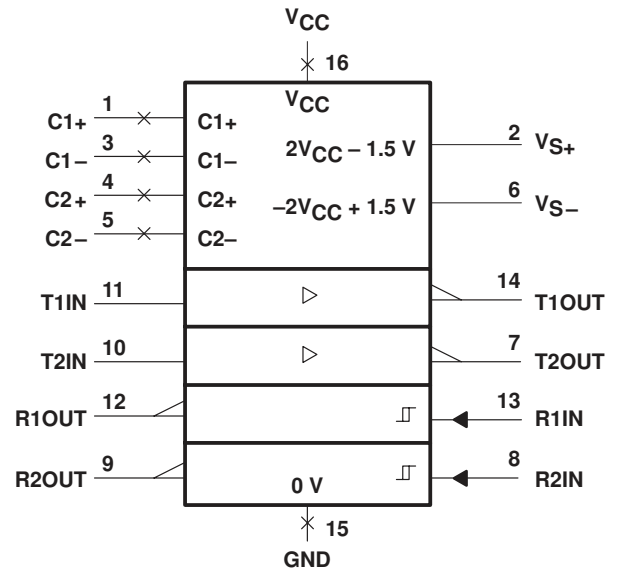 VCC
16
VCC
C1+ 1 C1+
C1− 3 C1−
2VCC − 1.5 V 2 VS+
C2+ 4 C2+
−2VCC + 1.5 V 6 VS−
C2− 5 C2−
T1IN 11 14 T1OUT
T2IN 10 7 T2OUT
R1OUT 12 13 R1IN
R2OUT 9 8 R2IN
0 V
15
GND